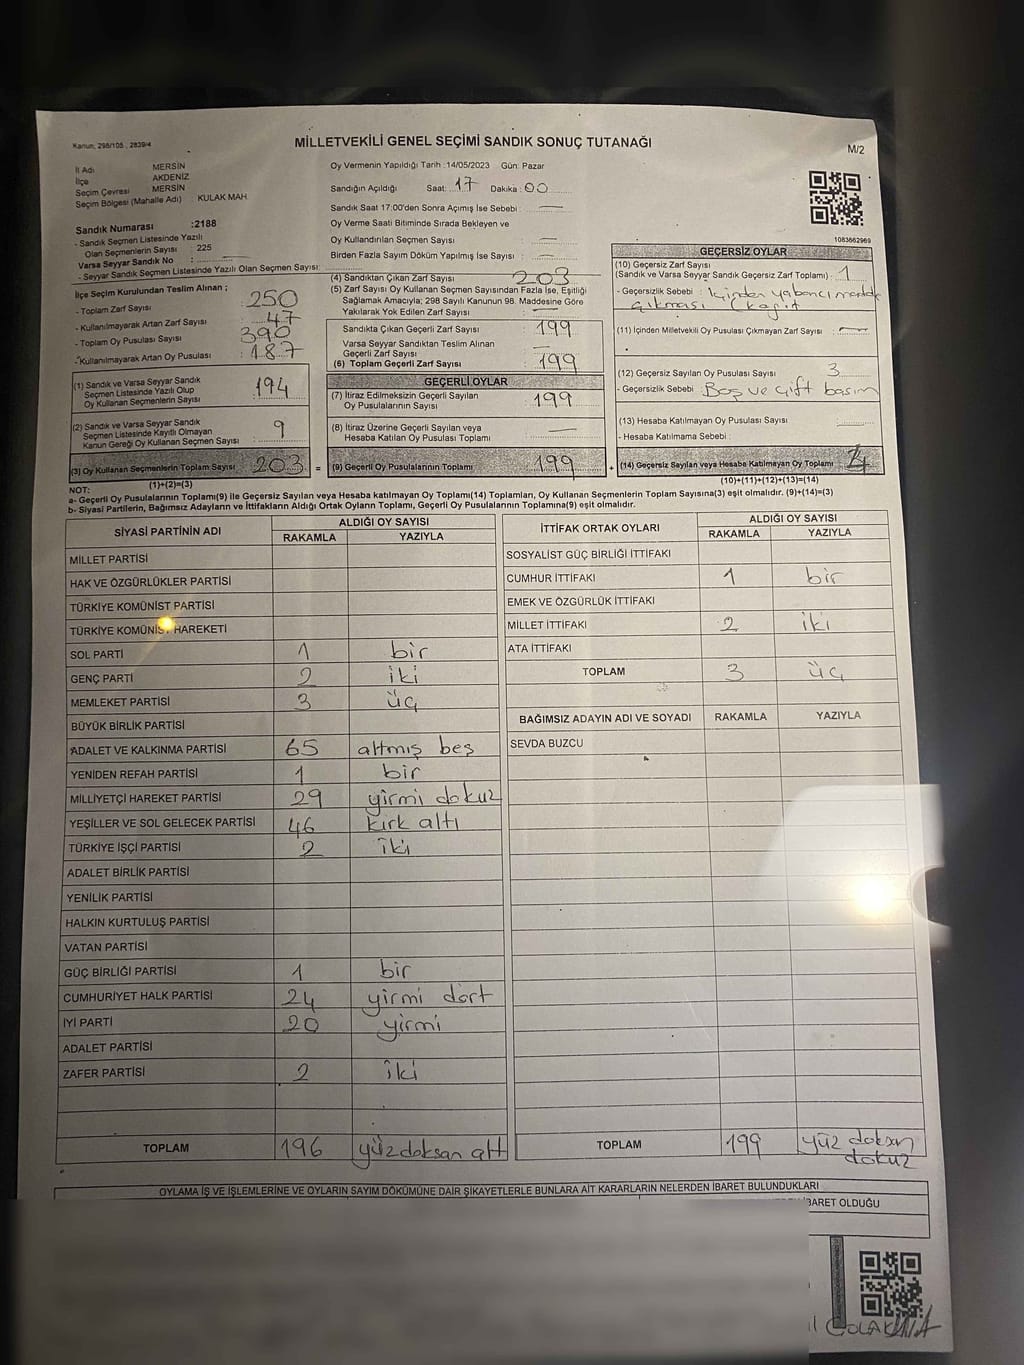 Kanun; 298/105 , 2839/4
MİLLETVEKİLİ GENEL SEÇİMİ SANDIK SONUÇ TUTANAĞI
M/2
İl Adı MERSİN
İlçe AKDENİZ
Seçim Çevresi MERSİN
Seçim Bölgesi (Mahalle Adı) : KULAK MAH
Sandık Numarası :2188
- Sandık Seçmen Listesinde Yazılı
Olan Seçmenlerin Sayısı : 225
Varsa Seyyar Sandık No :
- Seyyar Sandık Seçmen Listesinde Yazılı Olan Seçmen Sayısı:
Oy Vermenin Yapıldığı Tarih :14/05/2023 Gün: Pazar
Sandığın Açıldığı Saat: 17 Dakika : 00
Sandık Saat 17:00'den Sonra Açımış İse Sebebi : —
Oy Verme Saati Bitiminde Sırada Bekleyen ve
Oy Kullandırılan Seçmen Sayısı : —
Birden Fazla Sayım Döküm Yapılmış İse Sayısı : —
1083662969
İlçe Seçim Kurulundan Teslim Alınan ;
- Toplam Zarf Sayısı : 250
- Kullanılmayarak Artan Zarf Sayısı : 47
- Toplam Oy Pusulası Sayısı : 390
- Kullanılmayarak Artan Oy Pusulası : 187
(1) Sandık ve Varsa Seyyar Sandık
Seçmen Listesinde Yazılı Olup
Oy Kullanan Seçmenlerin Sayısı : 194
(2) Sandık ve Varsa Seyyar Sandık
Seçmen Listesinde Kayıtlı Olmayan
Kanun Gereği Oy Kullanan Seçmen Sayısı : 9
(3) Oy Kullanan Seçmenlerin Toplam Sayısı : 203
(1)+(2)=(3)
(4) Sandıktan Çıkan Zarf Sayısı : 203
(5) Zarf Sayısı Oy Kullanan Seçmen Sayısından Fazla İse, Eşitliği
Sağlamak Amacıyla; 298 Sayılı Kanunun 98. Maddesine Göre
Yakılarak Yok Edilen Zarf Sayısı : —
Sandıkta Çıkan Geçerli Zarf Sayısı : 199
Varsa Seyyar Sandıktan Teslim Alınan
Geçerli Zarf Sayısı : —
(6) Toplam Geçerli Zarf Sayısı : 199
GEÇERLİ OYLAR
(7) İtiraz Edilmeksizin Geçerli Sayılan
Oy Pusulalarının Sayısı : 199
(8) İtiraz Üzerine Geçerli Sayılan veya
Hesaba Katılan Oy Pusulası Toplamı : —
= (9) Geçerli Oy Pusulalarının Toplamı : 199
GEÇERSİZ OYLAR
(10) Geçersiz Zarf Sayısı
(Sandık ve Varsa Seyyar Sandık Geçersiz Zarf Toplamı) : 1
- Geçersizlik Sebebi : İçinden yabancı madde
çıkması (kağıt
(11) İçinden Milletvekili Oy Pusulası Çıkmayan Zarf Sayısı : —
(12) Geçersiz Sayılan Oy Pusulası Sayısı : 3
- Geçersizlik Sebebi : Boş ve çift basım
(13) Hesaba Katılmayan Oy Pusulası Sayısı : —
- Hesaba Katılmama Sebebi :
+ (14) Geçersiz Sayılan veya Hesaba Katılmayan Oy Toplamı : 4
(10)+(11)+(12)+(13)=(14)
NOT:
a- Geçerli Oy Pusulalarının Toplamı(9) ile Geçersiz Sayılan veya Hesaba katılmayan Oy Toplamı(14) Toplamları, Oy Kullanan Seçmenlerin Toplam Sayısına(3) eşit olmalıdır. (9)+(14)=(3)
b- Siyasi Partilerin, Bağımsız Adayların ve İttifakların Aldığı Ortak Oyların Toplamı, Geçerli Oy Pusulalarının Toplamına(9) eşit olmalıdır.
SİYASİ PARTİNİN ADI ALDIĞI OY SAYISI
RAKAMLA YAZIYLA
MİLLET PARTİSİ
HAK VE ÖZGÜRLÜKLER PARTİSİ
TÜRKİYE KOMÜNİST PARTİSİ
TÜRKİYE KOMÜNİST HAREKETİ
SOL PARTİ 1 bir
GENÇ PARTİ 2 iki
MEMLEKET PARTİSİ 3 üç
BÜYÜK BİRLİK PARTİSİ
ADALET VE KALKINMA PARTİSİ 65 altmış beş
YENİDEN REFAH PARTİSİ 1 bir
MİLLİYETÇİ HAREKET PARTİSİ 29 yirmi dokuz
YEŞİLLER VE SOL GELECEK PARTİSİ 46 kırk altı
TÜRKİYE İŞÇİ PARTİSİ 2 iki
ADALET BİRLİK PARTİSİ
YENİLİK PARTİSİ
HALKIN KURTULUŞ PARTİSİ
VATAN PARTİSİ
GÜÇ BİRLİĞİ PARTİSİ 1 bir
CUMHURİYET HALK PARTİSİ 24 yirmi dört
İYİ PARTİ 20 yirmi
ADALET PARTİSİ
ZAFER PARTİSİ 2 iki
TOPLAM 196 yüzdoksan altı
İTTİFAK ORTAK OYLARI ALDIĞI OY SAYISI
RAKAMLA YAZIYLA
SOSYALİST GÜÇ BİRLİĞİ İTTİFAKI
CUMHUR İTTİFAKI 1 bir
EMEK VE ÖZGÜRLÜK İTTİFAKI
MİLLET İTTİFAKI 2 iki
ATA İTTİFAKI
TOPLAM 3 üç
BAĞIMSIZ ADAYIN ADI VE SOYADI RAKAMLA YAZIYLA
SEVDA BUZCU
TOPLAM 199 yüz doksan
dokuz
OYLAMA İŞ VE İŞLEMLERİNE VE OYLARIN SAYIM DÖKÜMÜNE DAİR ŞİKAYETLERLE BUNLARA AİT KARARLARIN NELERDEN İBARET BULUNDUKLARI
İBARET OLDUĞU